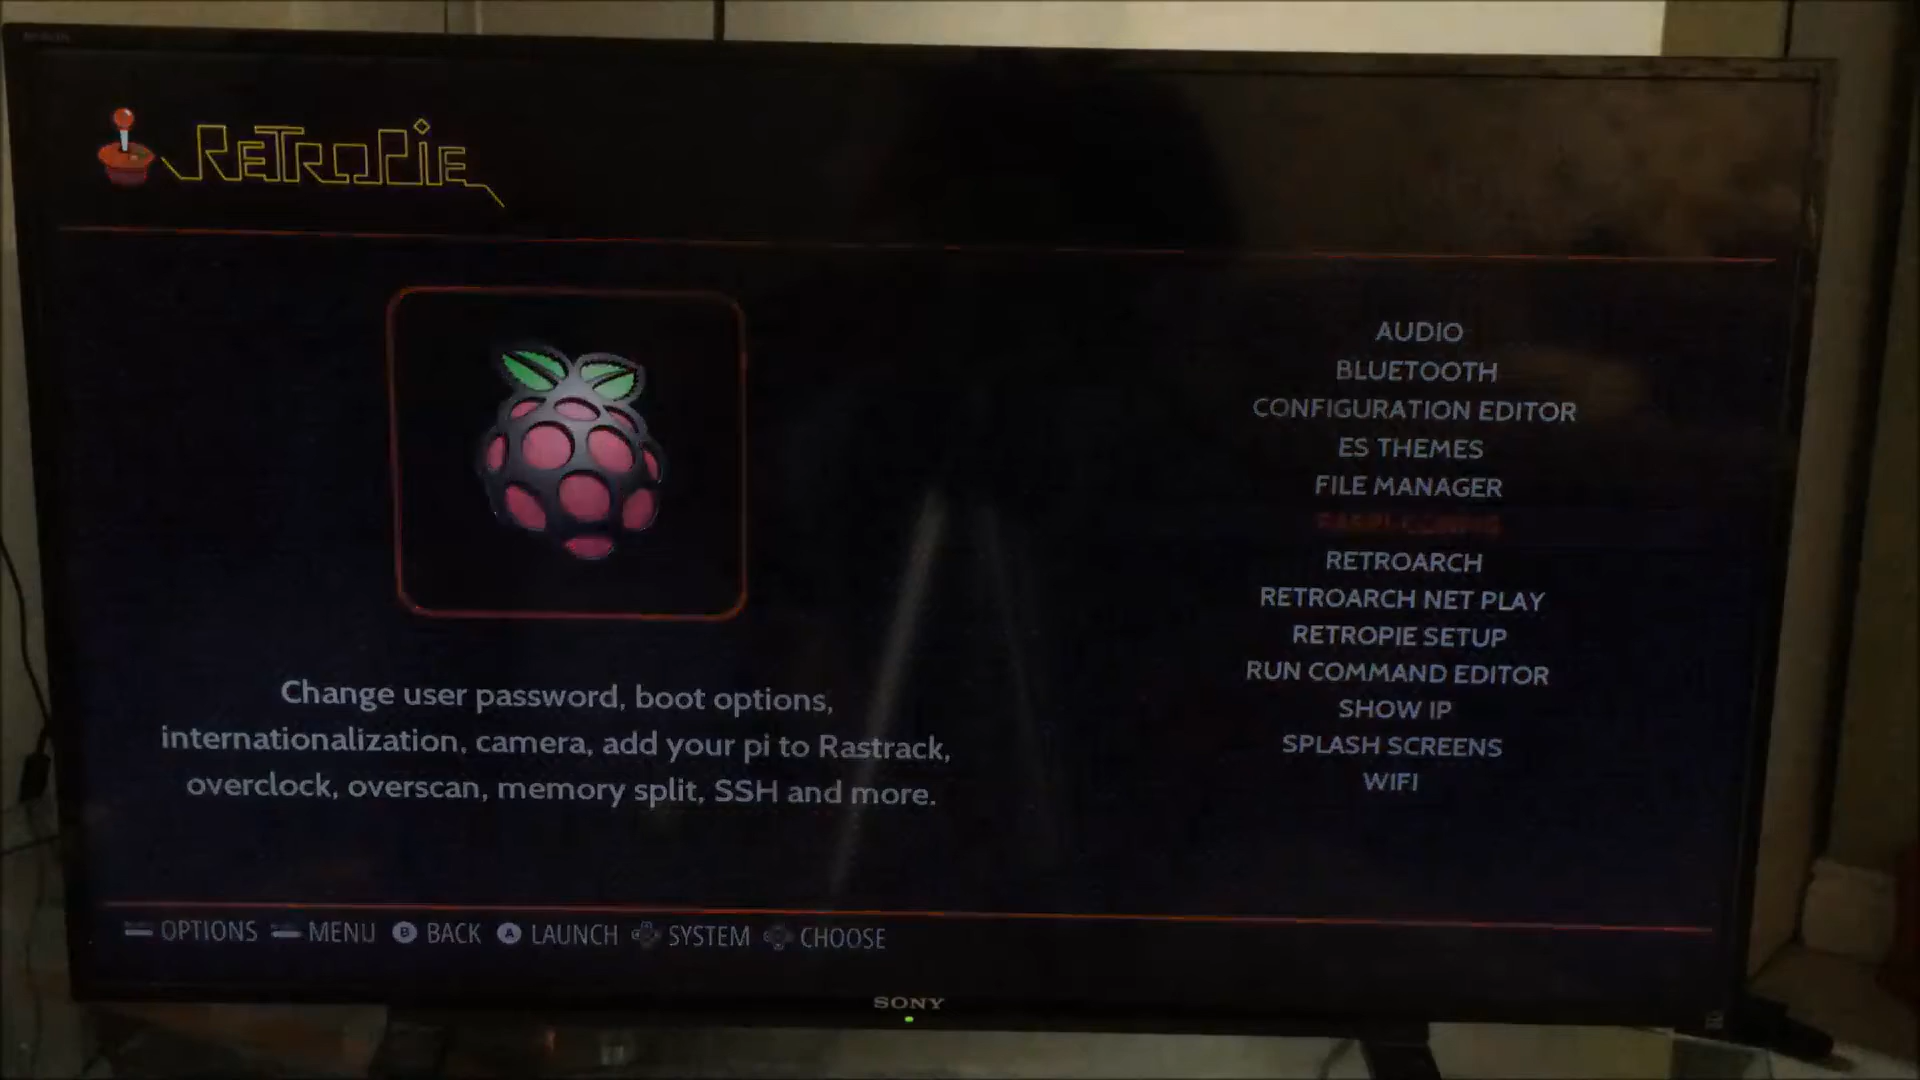 RETROPIE
AUDIO
BLUETOOTH
CONFIGURATION EDITOR
ES THEMES
FILE MANAGER
RASPI-CONFIG
RETROARCH
RETROARCH NET PLAY
RETROPIE SETUP
RUN COMMAND EDITOR
SHOW IP
SPLASH SCREENS
WIFI
Change user password, boot options,
internationalization, camera, add your pi to Rastrack,
overclock, overscan, memory split, SSH and more.
OPTIONS MENU B BACK A LAUNCH SYSTEM CHOOSE
SONY